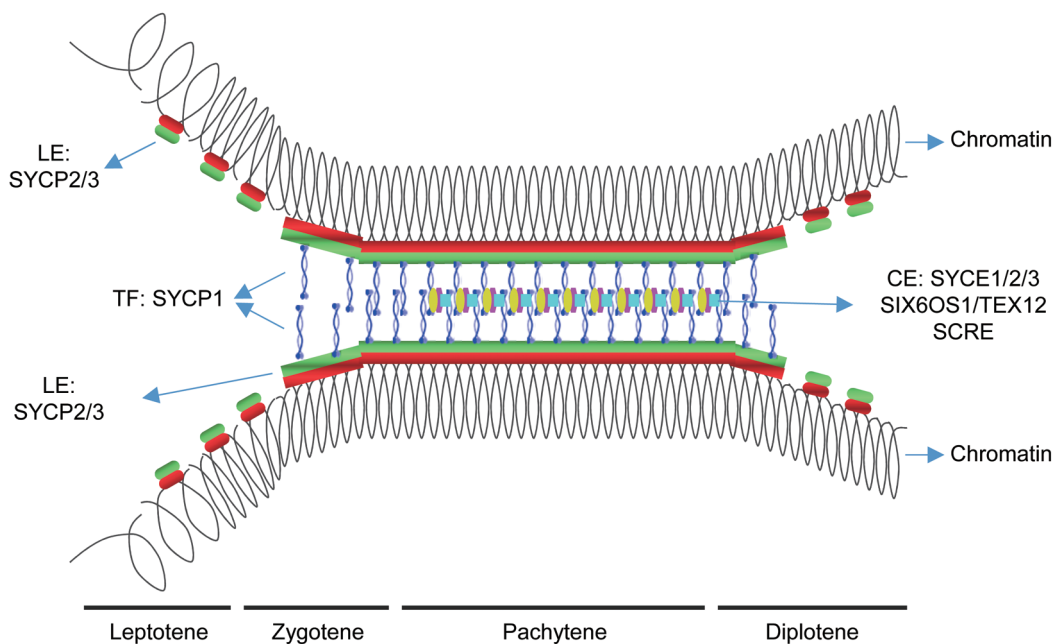 LE:
SYCP2/3
Chromatin
TF: SYCP1
CE: SYCE1/2/3
SIX6OS1/TEX12
SCRE
LE:
SYCP2/3
Chromatin
Leptotene
Zygotene
Pachytene
Diplotene